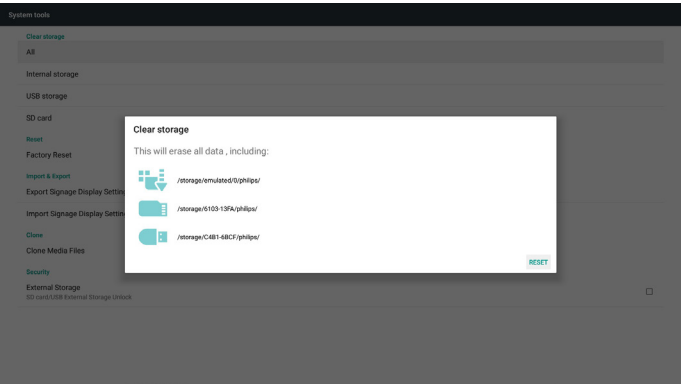 System tools
Clear storage
All
Internal storage
USB storage
SD card
Clear storage
This will erase all data , including:
/storage/emulated/0/philips/
/storage/6103-13FA/philips/
/storage/C4B1-6BCF/philips/
RESET
Reset
Factory Reset
Import & Export
Export Signage Display Settin
Import Signage Display Settin
Clone
Clone Media Files
Security
External Storage
SD card/USB External Storage Unlock